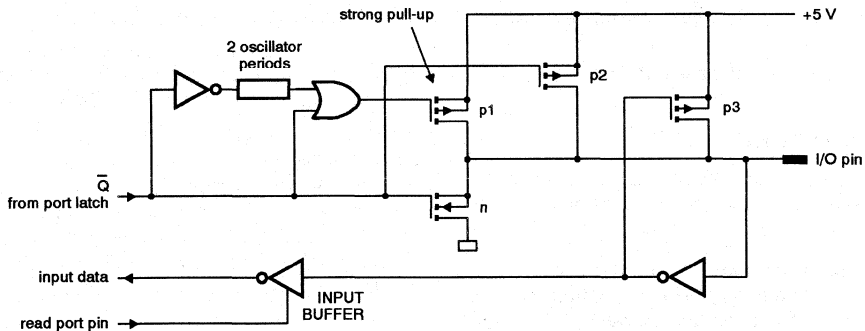 strong pull-up
+5 V
2 oscillator
periods
p2
p1
p3
I/O pin
Q
from port latch
n
input data
INPUT
BUFFER
read port pin